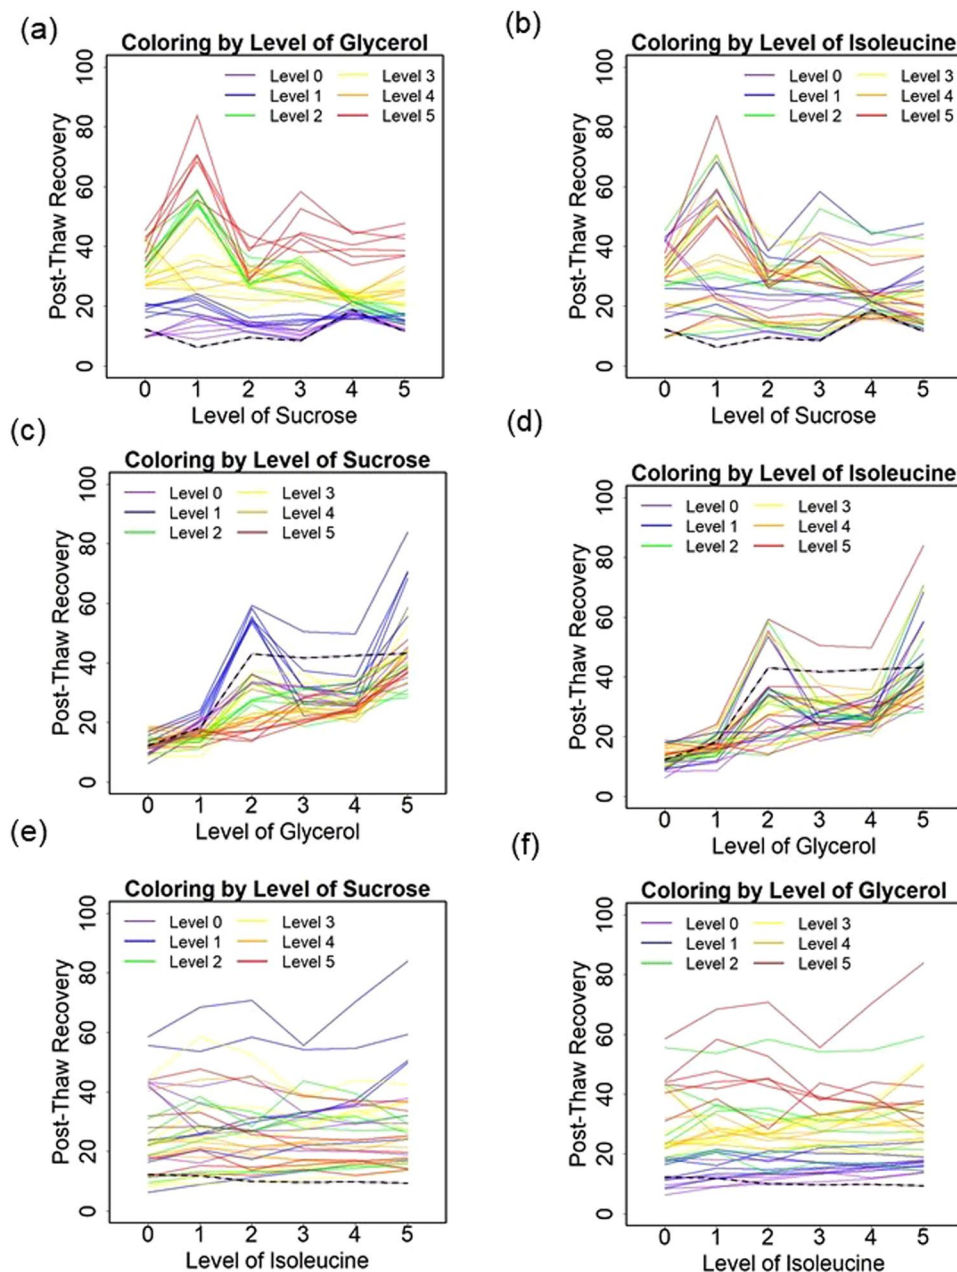 (a)
Coloring by Level of Glycerol
Level 0 Level 3
Level 1 Level 4
Level 2 Level 5
100
80
60
40
20
0
Post-Thaw Recovery
0 1 2 3 4 5
Level of Sucrose
(b)
Coloring by Level of Isoleucine
Level 0 Level 3
Level 1 Level 4
Level 2 Level 5
100
80
60
40
20
0
Post-Thaw Recovery
0 1 2 3 4 5
Level of Sucrose
(c)
Coloring by Level of Sucrose
Level 0 Level 3
Level 1 Level 4
Level 2 Level 5
100
80
60
40
20
0
Post-Thaw Recovery
0 1 2 3 4 5
Level of Glycerol
(d)
Coloring by Level of Isoleucine
Level 0 Level 3
Level 1 Level 4
Level 2 Level 5
100
80
60
40
20
0
Post-Thaw Recovery
0 1 2 3 4 5
Level of Glycerol
(e)
Coloring by Level of Sucrose
Level 0 Level 3
Level 1 Level 4
Level 2 Level 5
100
80
60
40
20
0
Post-Thaw Recovery
0 1 2 3 4 5
Level of Isoleucine
(f)
Coloring by Level of Glycerol
Level 0 Level 3
Level 1 Level 4
Level 2 Level 5
100
80
60
40
20
0
Post-Thaw Recovery
0 1 2 3 4 5
Level of Isoleucine